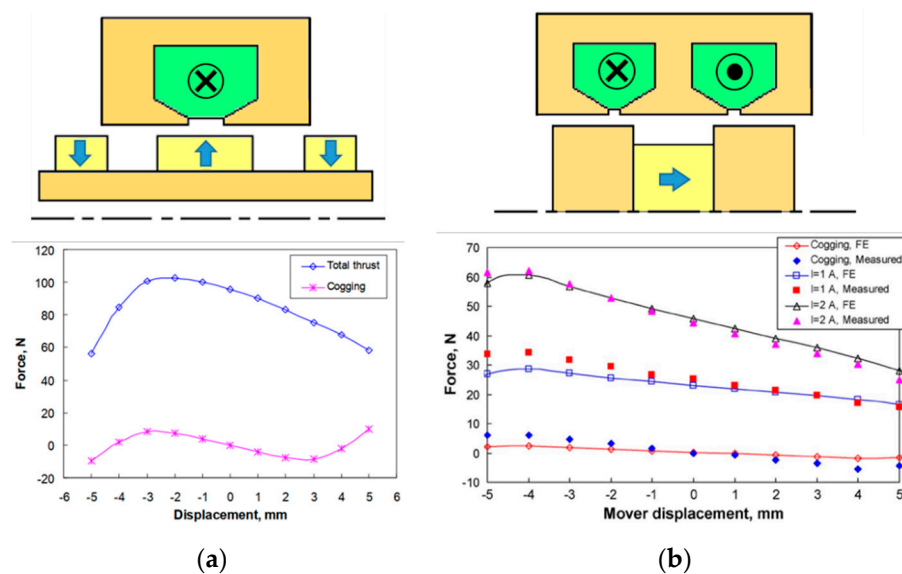 Total thrust
Cogging
120
100
80
60
40
20
0
-20
Force, N
-6 -5 -4 -3 -2 -1 0 1 2 3 4 5 6
Displacement, mm
(a)
Cogging, FE
Cogging, Measured
I=1 A, FE
I=1 A, Measured
I=2 A, FE
I=2 A, Measured
70
60
50
40
30
20
10
0
-10
Force, N
-5 -4 -3 -2 -1 0 1 2 3 4 5
Mover displacement, mm
(b)